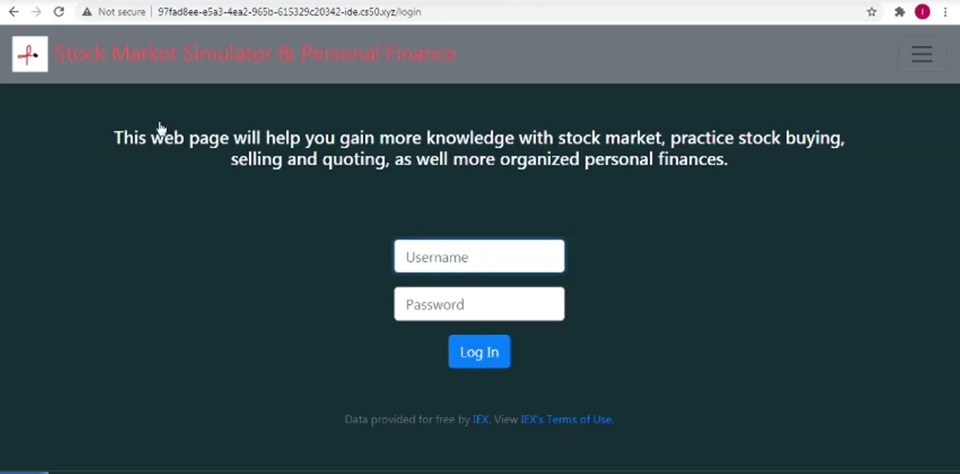 Not secure | 97fad8ee-e5a3-4ea2-965b-615329c20342-ide.cs50.xyz/login
Stock Market Simulator & Personal Finance
This web page will help you gain more knowledge with stock market, practice stock buying,
selling and quoting, as well more organized personal finances.
Username
Password
Log In
Data provided for free by IEX. View IEX's Terms of Use.